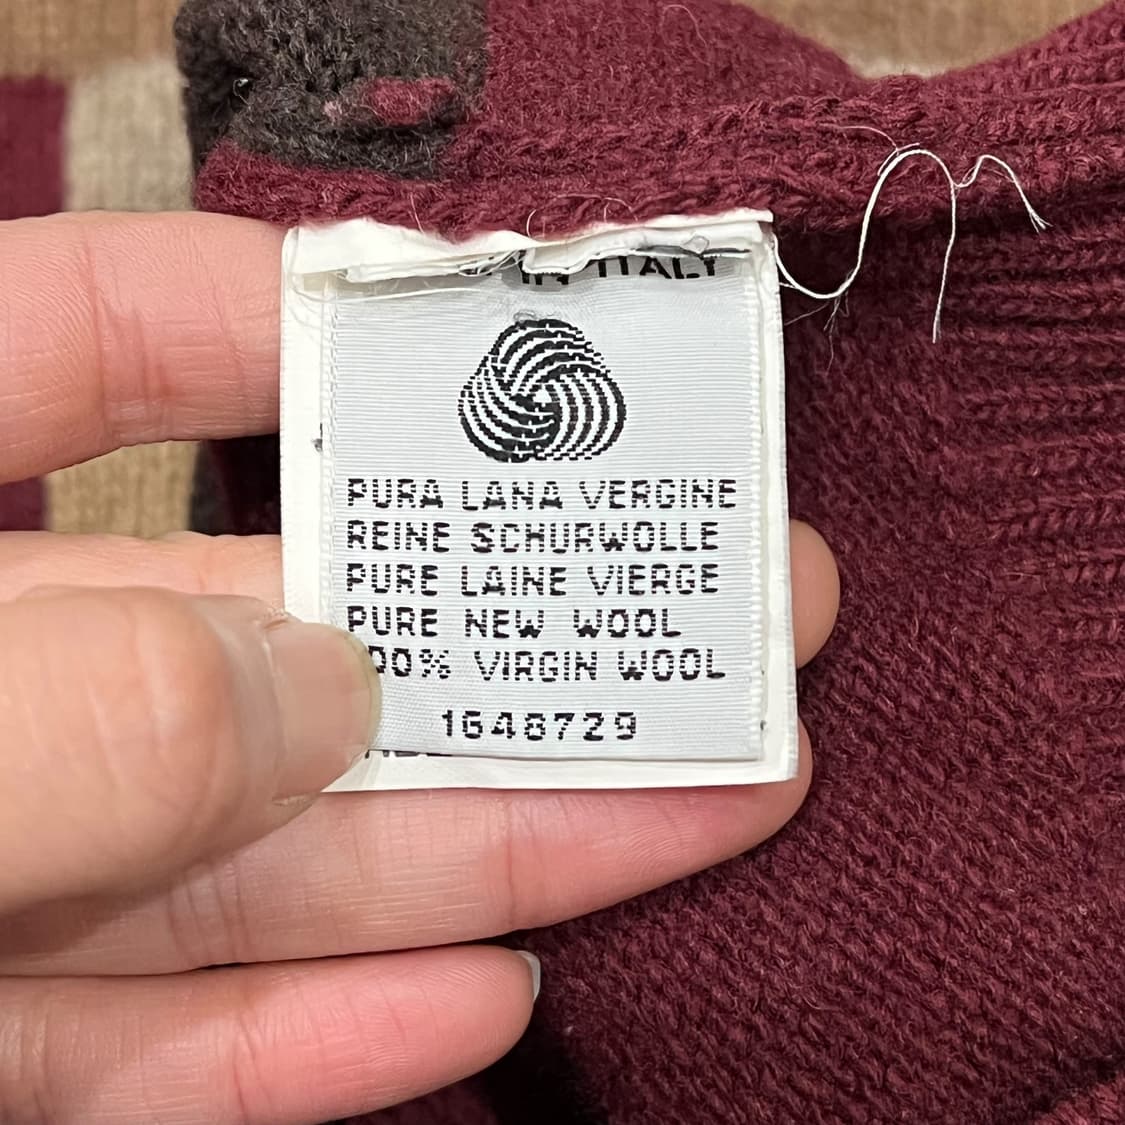 IN ITALY
PURA LANA VERGINE
REINE SCHURWOLLE
PURE LAINE VIERGE
PURE NEW WOOL
00% VIRGIN WOOL
1648729